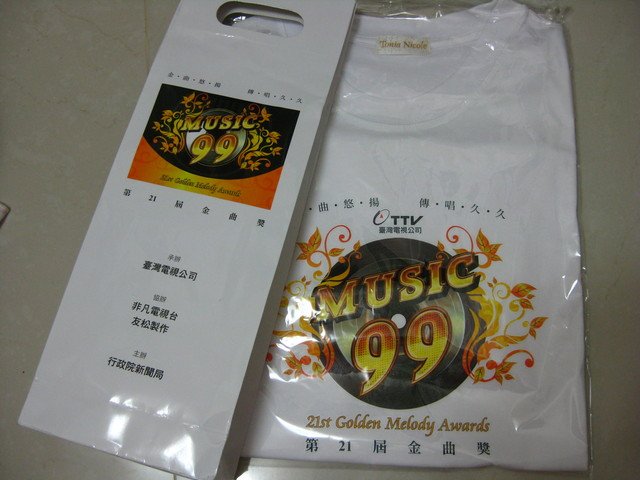 金·曲·悠·揚 傳·唱·久·久
MUSIC
99
21st Golden Melody Awards
第21屆金曲獎
承辦
臺灣電視公司
協辦
非凡電視台
友松製作
主辦
行政院新聞局
Tonia Nicole
曲·悠·揚 傳·唱·久·久
TTV
臺灣電視公司
MUSIC
99
21st Golden Melody Awards
第21屆金曲獎